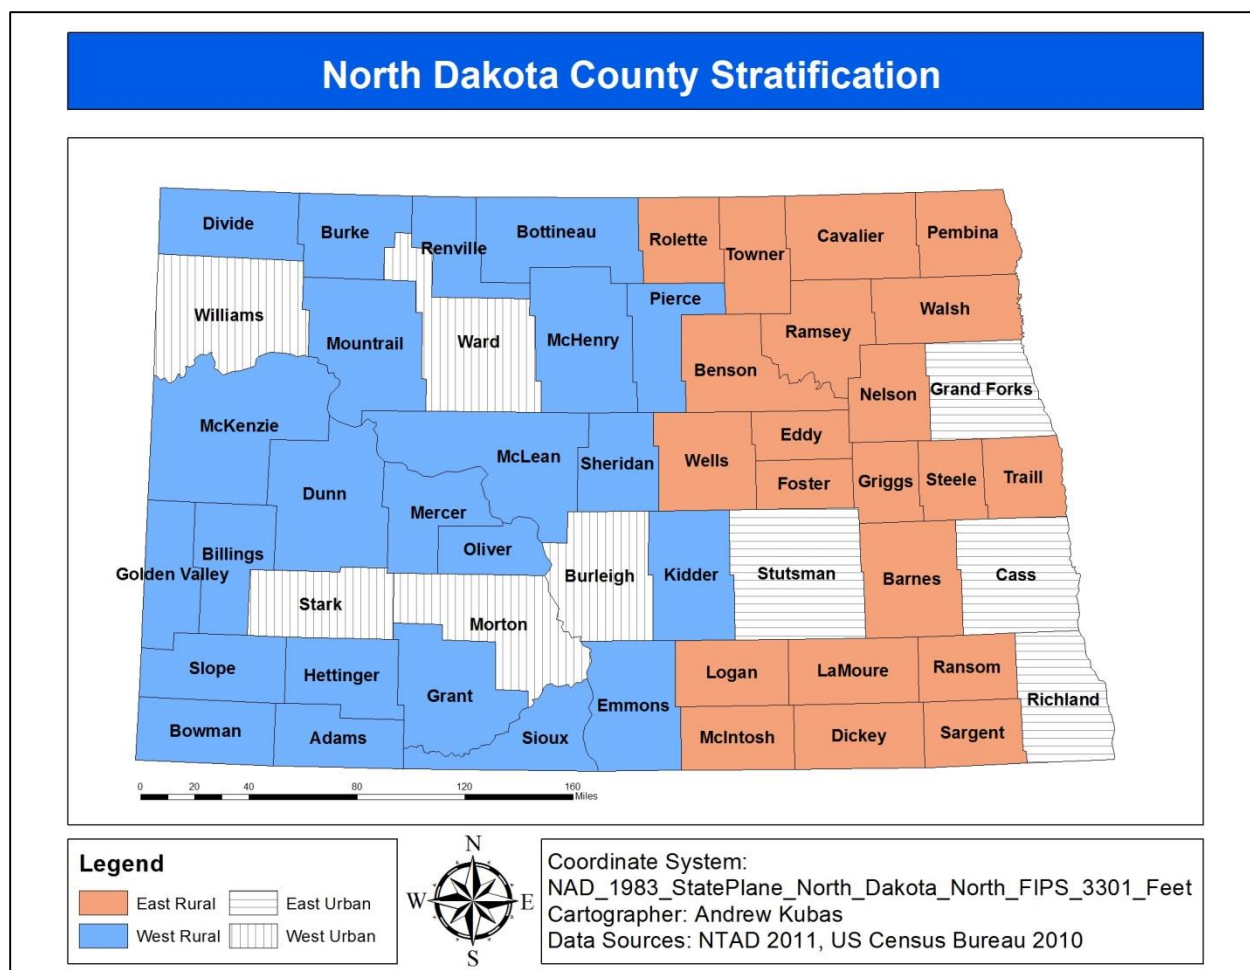 North Dakota County Stratification
Divide
Burke
Renville
Bottineau
Rolette
Towner
Cavalier
Pembina
Williams
Mountrail
Ward
McHenry
Pierce
Benson
Ramsey
Walsh
Nelson
Grand Forks
McKenzie
Dunn
McLean
Sheridan
Wells
Eddy
Foster
Griggs
Steele
Traill
Mercer
Oliver
Golden Valley
Billings
Stark
Morton
Burleigh
Kidder
Stutsman
Barnes
Cass
Slope
Hettinger
Grant
Emmons
Logan
LaMoure
Ransom
Richland
Bowman
Adams
Sioux
McIntosh
Dickey
Sargent
0 20 40 80 120 160
Miles
Legend
East Rural
East Urban
West Rural
West Urban
N
W
E
S
Coordinate System:
NAD_1983_StatePlane_North_Dakota_North_FIPS_3301_Feet
Cartographer: Andrew Kubas
Data Sources: NTAD 2011, US Census Bureau 2010